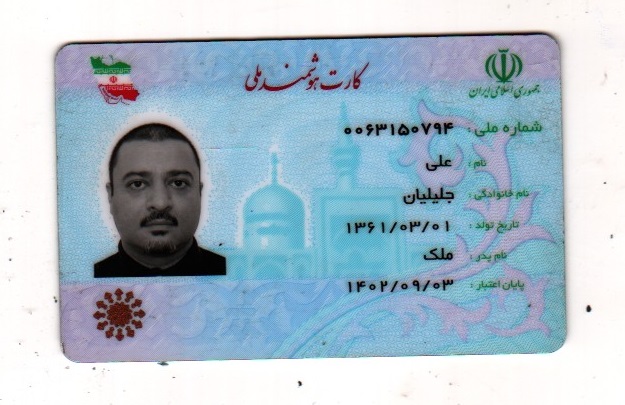 کارت هوشمند ملی
جمهوری اسلامی ایران
شماره ملی : ۰۰۶۳۱۵۰۷۹۴
نام : علی
نام خانوادگی : جلیلیان
تاریخ تولد : ۱۳۶۱/۰۳/۰۱
نام پدر : ملک
پایان اعتبار : ۱۴۰۲/۰۹/۰۳